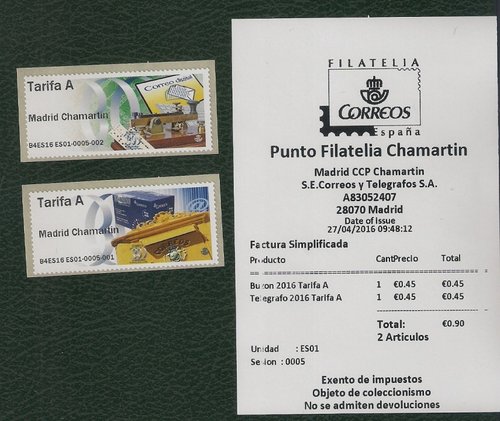 Tarifa A
Correo digital
Madrid Chamartin
B4ES16 ES01-0005-002
Tarifa A
Madrid Chamartin
CORREOS
B4ES16 ES01-0005-001
FILATELIA
CORREOS
España
Punto Filatelia Chamartin
Madrid CCP Chamartin
S.E.Correos y Telegrafos S.A.
A83052407
28070 Madrid
Date of Issue
27/04/2016 09:48:12
Factura Simplificada
Producto CantPrecio Total
Buzon 2016 Tarifa A 1 €0.45 €0.45
Telegrafo 2016 Tarifa A 1 €0.45 €0.45
Total: €0.90
2 Articulos
Unidad : ES01
Sesion : 0005
Exento de impuestos
Objeto de coleccionismo
No se admiten devoluciones